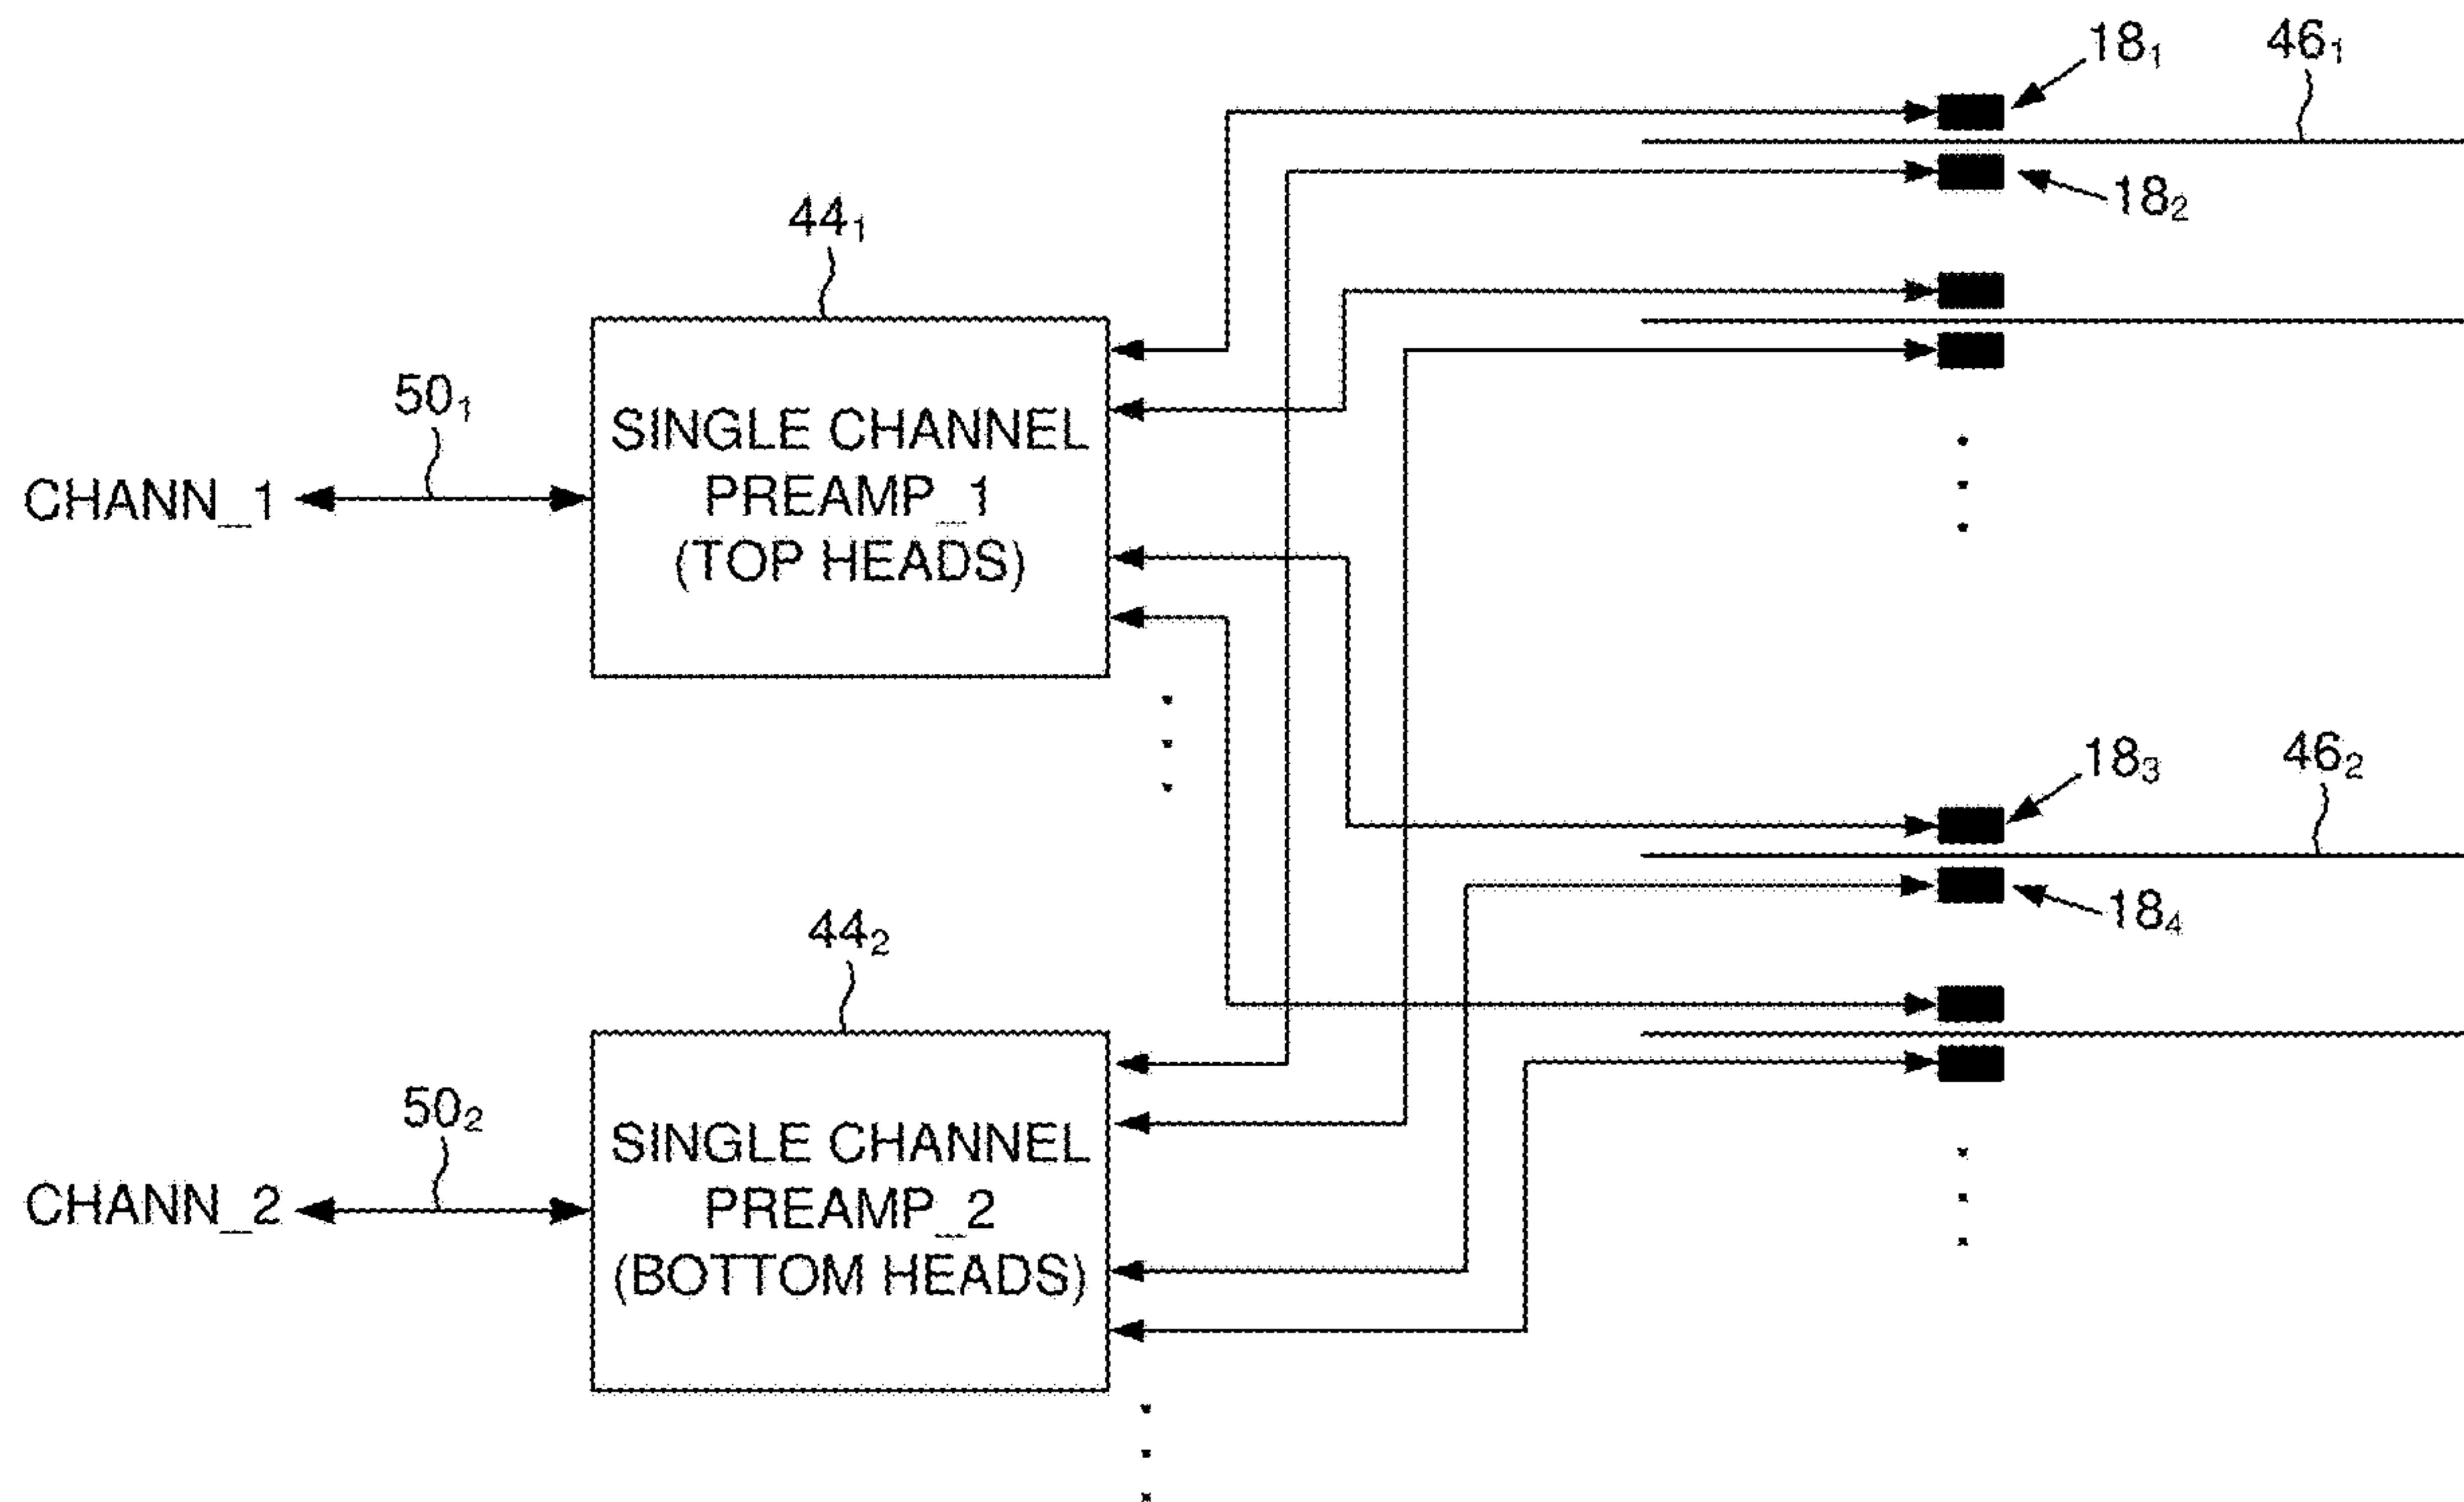 18₁
46₁
18₂
44₁
50₁
SINGLE CHANNEL
PREAMP_1
(TOP HEADS)
CHANN_1
18₃
46₂
18₄
44₂
50₂
SINGLE CHANNEL
PREAMP_2
(BOTTOM HEADS)
CHANN_2